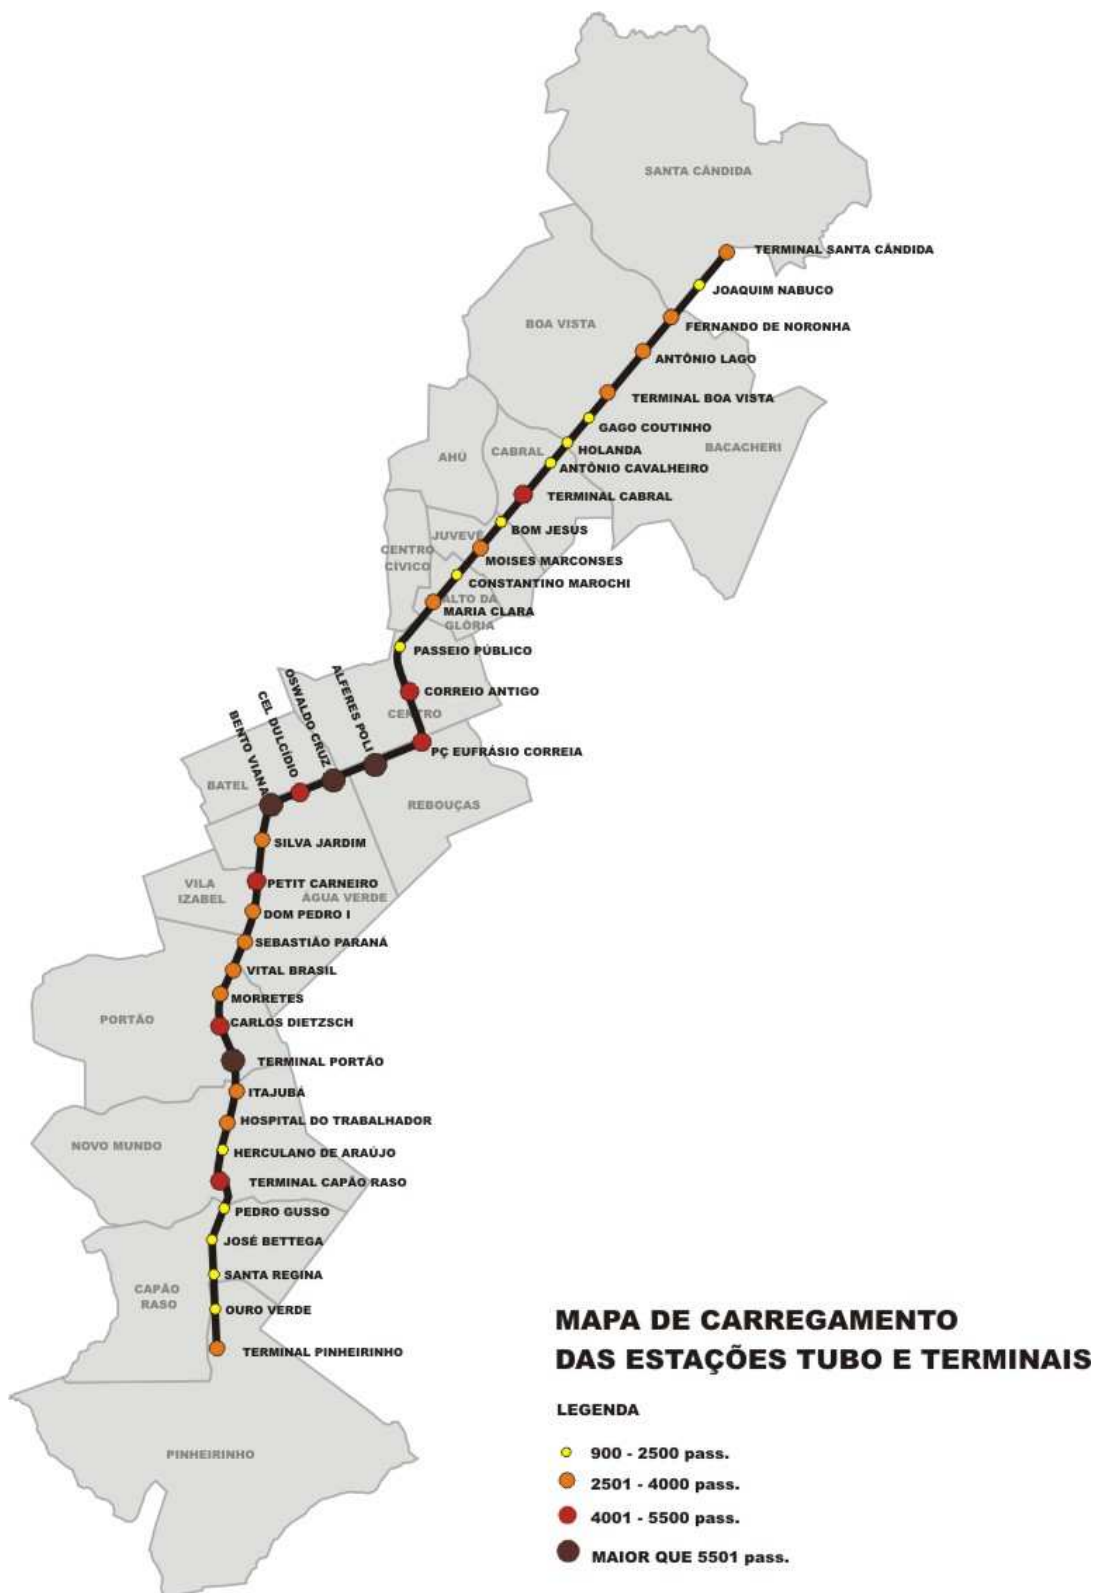 SANTA CÂNDIDA
TERMINAL SANTA CÂNDIDA
JOAQUIM NABUCO
BOA VISTA
FERNANDO DE NORONHA
ANTÔNIO LAGO
TERMINAL BOA VISTA
GAGO COUTINHO
BACACHERI
HOLANDA
CABRAL
AHÚ
ANTÔNIO CAVALHEIRO
TERMINAL CABRAL
BOM JESUS
JUVEVÊ
CENTRO
CÍVICO
MOISES MARCONSES
CONSTANTINO MAROCHI
ALTO DA
GLÓRIA
MARIA CLARA
PASSEIO PÚBLICO
CORREIO ANTIGO
CENTRO
PÇ EUFRÁSIO CORREIA
ALFERES POLI
OSWALDO CRUZ
CEL DULCÍDIO
BENTO VIANA
BATEL
REBOUÇAS
SILVA JARDIM
PETIT CARNEIRO
VILA
IZABEL
ÁGUA VERDE
DOM PEDRO I
SEBASTIÃO PARANÁ
VITAL BRASIL
MORRETES
PORTÃO
CARLOS DIETZSCH
TERMINAL PORTÃO
ITAJUBÁ
HOSPITAL DO TRABALHADOR
NOVO MUNDO
HERCULANO DE ARAÚJO
TERMINAL CAPÃO RASO
PEDRO GUSSO
JOSÉ BETTEGA
SANTA REGINA
CAPÃO
RASO
OURO VERDE
TERMINAL PINHEIRINHO
PINHEIRINHO
MAPA DE CARREGAMENTO
DAS ESTAÇÕES TUBO E TERMINAIS
LEGENDA
900 - 2500 pass.
2501 - 4000 pass.
4001 - 5500 pass.
MAIOR QUE 5501 pass.